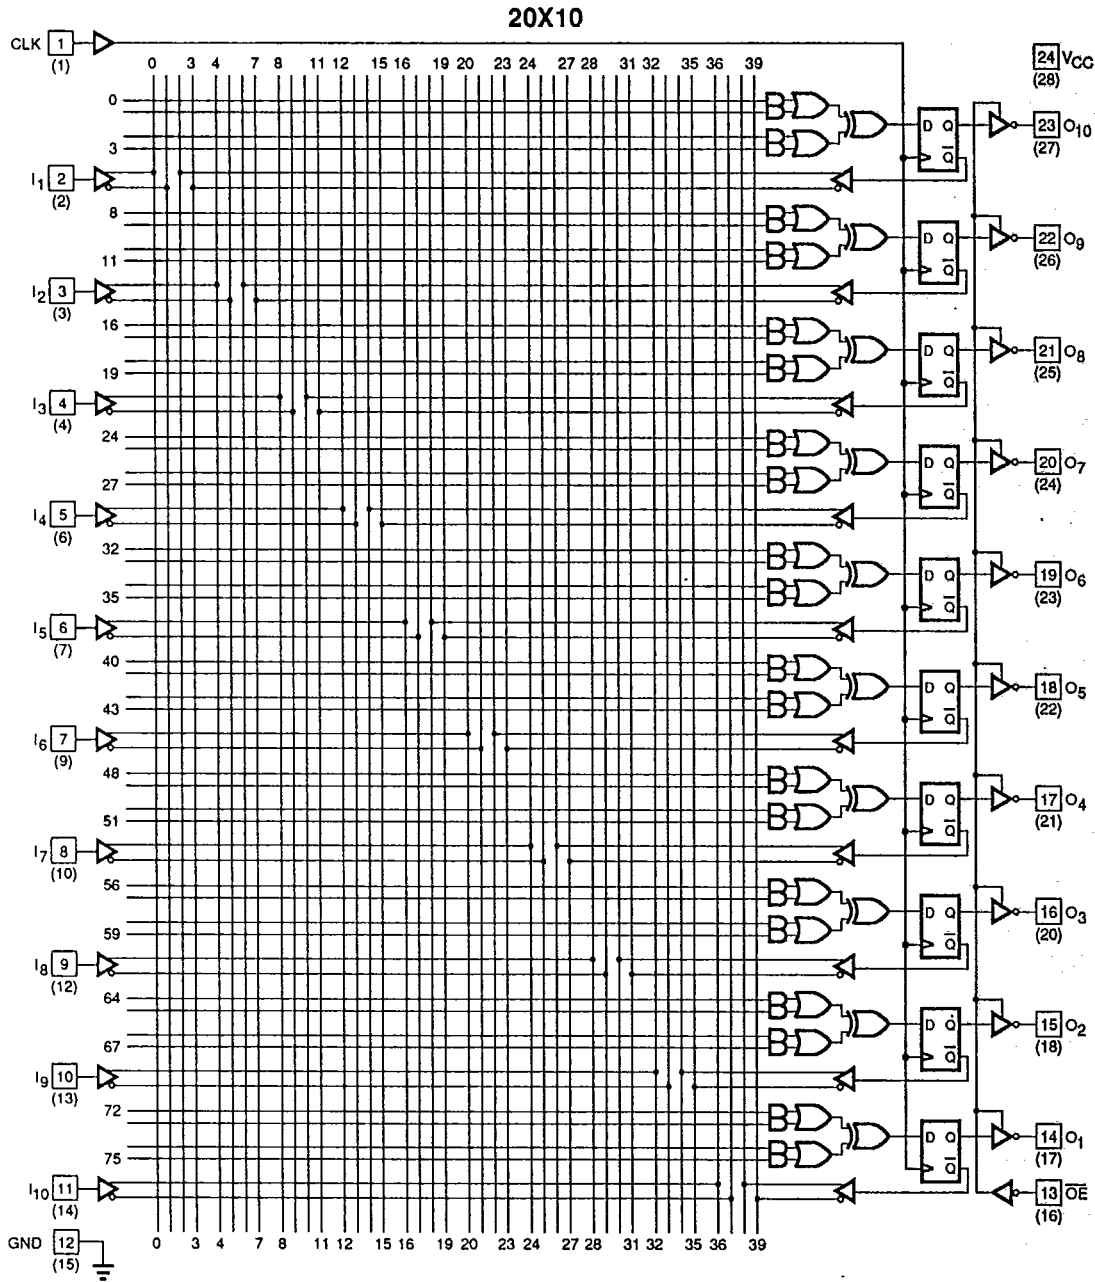 20X10
CLK 1 (1)
0 3 4 7 8 11 12 15 16 19 20 23 24 27 28 31 32 35 36 39
24 VCC (28)
0
3
D Q Q
23 O10 (27)
I1 2 (2)
8
11
D Q Q
22 O9 (26)
I2 3 (3)
16
19
D Q Q
21 O8 (25)
I3 4 (4)
24
27
D Q Q
20 O7 (24)
I4 5 (6)
32
35
D Q Q
19 O6 (23)
I5 6 (7)
40
43
D Q Q
18 O5 (22)
I6 7 (9)
48
51
D Q Q
17 O4 (21)
I7 8 (10)
56
59
D Q Q
16 O3 (20)
I8 9 (12)
64
67
D Q Q
15 O2 (18)
I9 10 (13)
72
75
D Q Q
14 O1 (17)
I10 11 (14)
13 OE (16)
GND 12 (15)
0 3 4 7 8 11 12 15 16 19 20 23 24 27 28 31 32 35 36 39